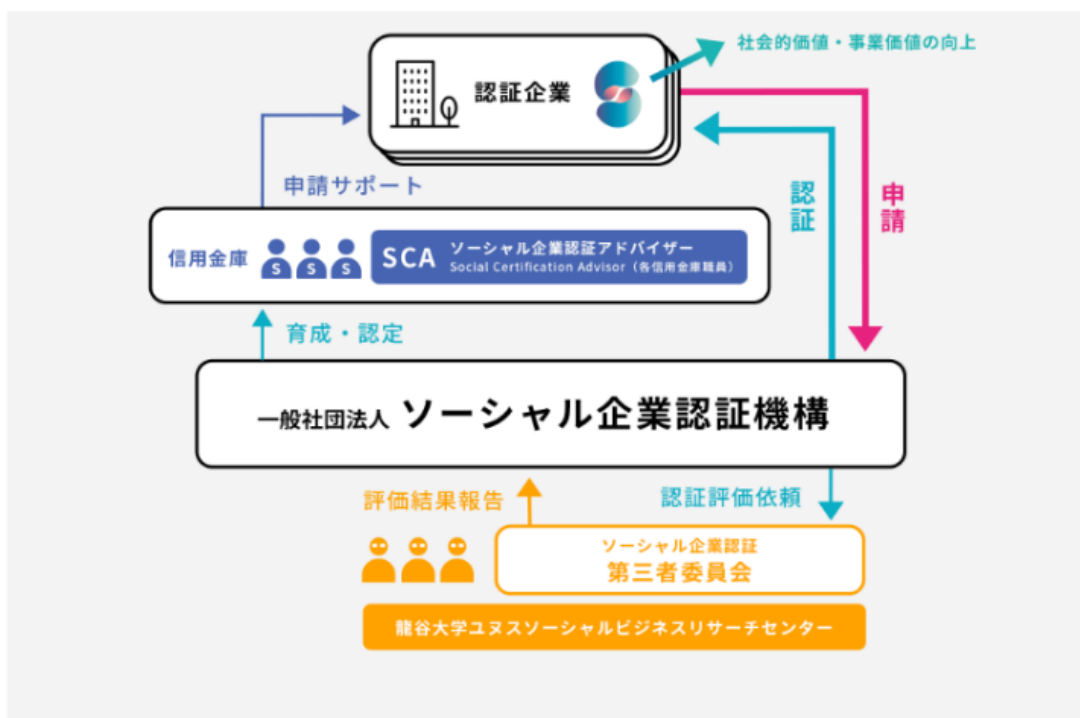 社会的価値・事業価値の向上
認証企業
申請サポート
認証
申請
信用金庫
S S S
SCA
ソーシャル企業認証アドバイザー
Social Certification Advisor（各信用金庫職員）
育成・認定
一般社団法人 ソーシャル企業認証機構
評価結果報告
認証評価依頼
ソーシャル企業認証
第三者委員会
龍谷大学ユヌスソーシャルビジネスリサーチセンター